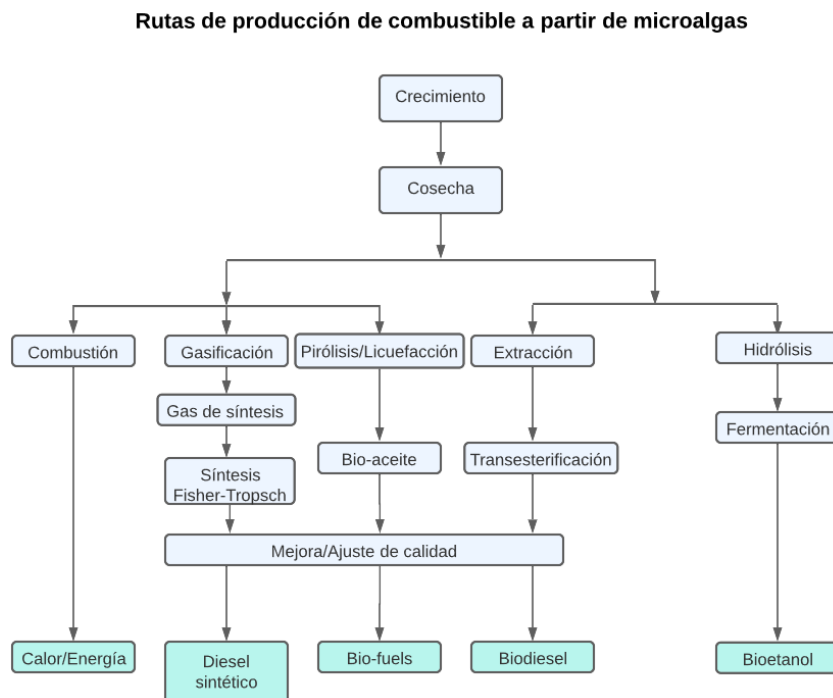 Rutas de producción de combustible a partir de microalgas
Crecimiento
Cosecha
Combustión
Gasificación
Pirólisis/Licuefacción
Extracción
Hidrólisis
Gas de síntesis
Fermentación
Síntesis
Fisher-Tropsch
Bio-aceite
Transesterificación
Mejora/Ajuste de calidad
Calor/Energía
Diesel
sintético
Bio-fuels
Biodiesel
Bioetanol